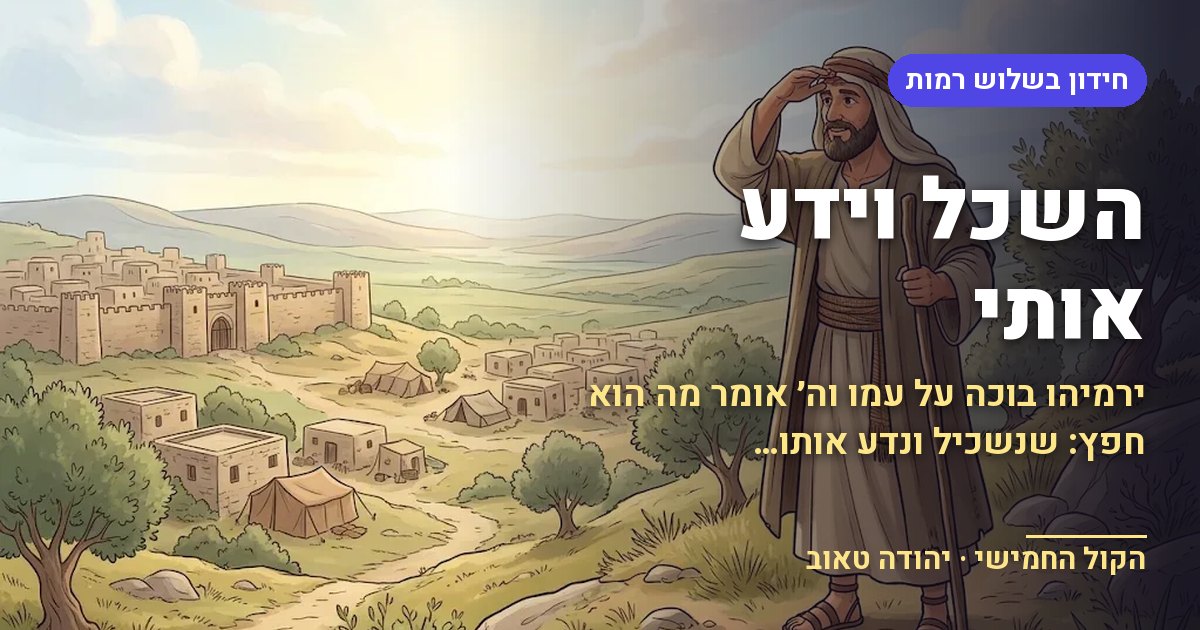 חידון בשלוש רמות
השכל וידע
אותי
ירמיהו בוכה על עמו וה׳ אומר מה הוא
חפץ: שנשכיל ונדע אותו...
הקול החמישי · יהודה טאוב